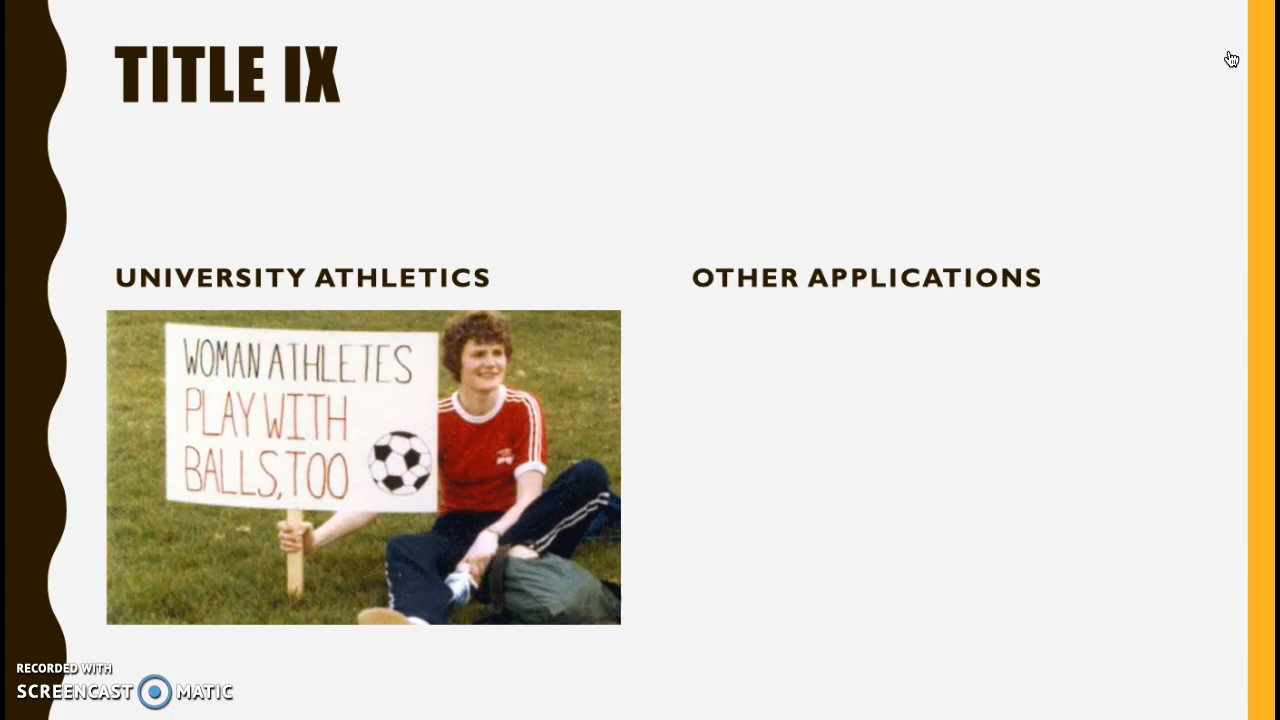 TITLE IX
UNIVERSITY ATHLETICS
OTHER APPLICATIONS
WOMAN ATHLETES
PLAY WITH
BALLS, TOO
RECORDED WITH
SCREENCAST MATIC